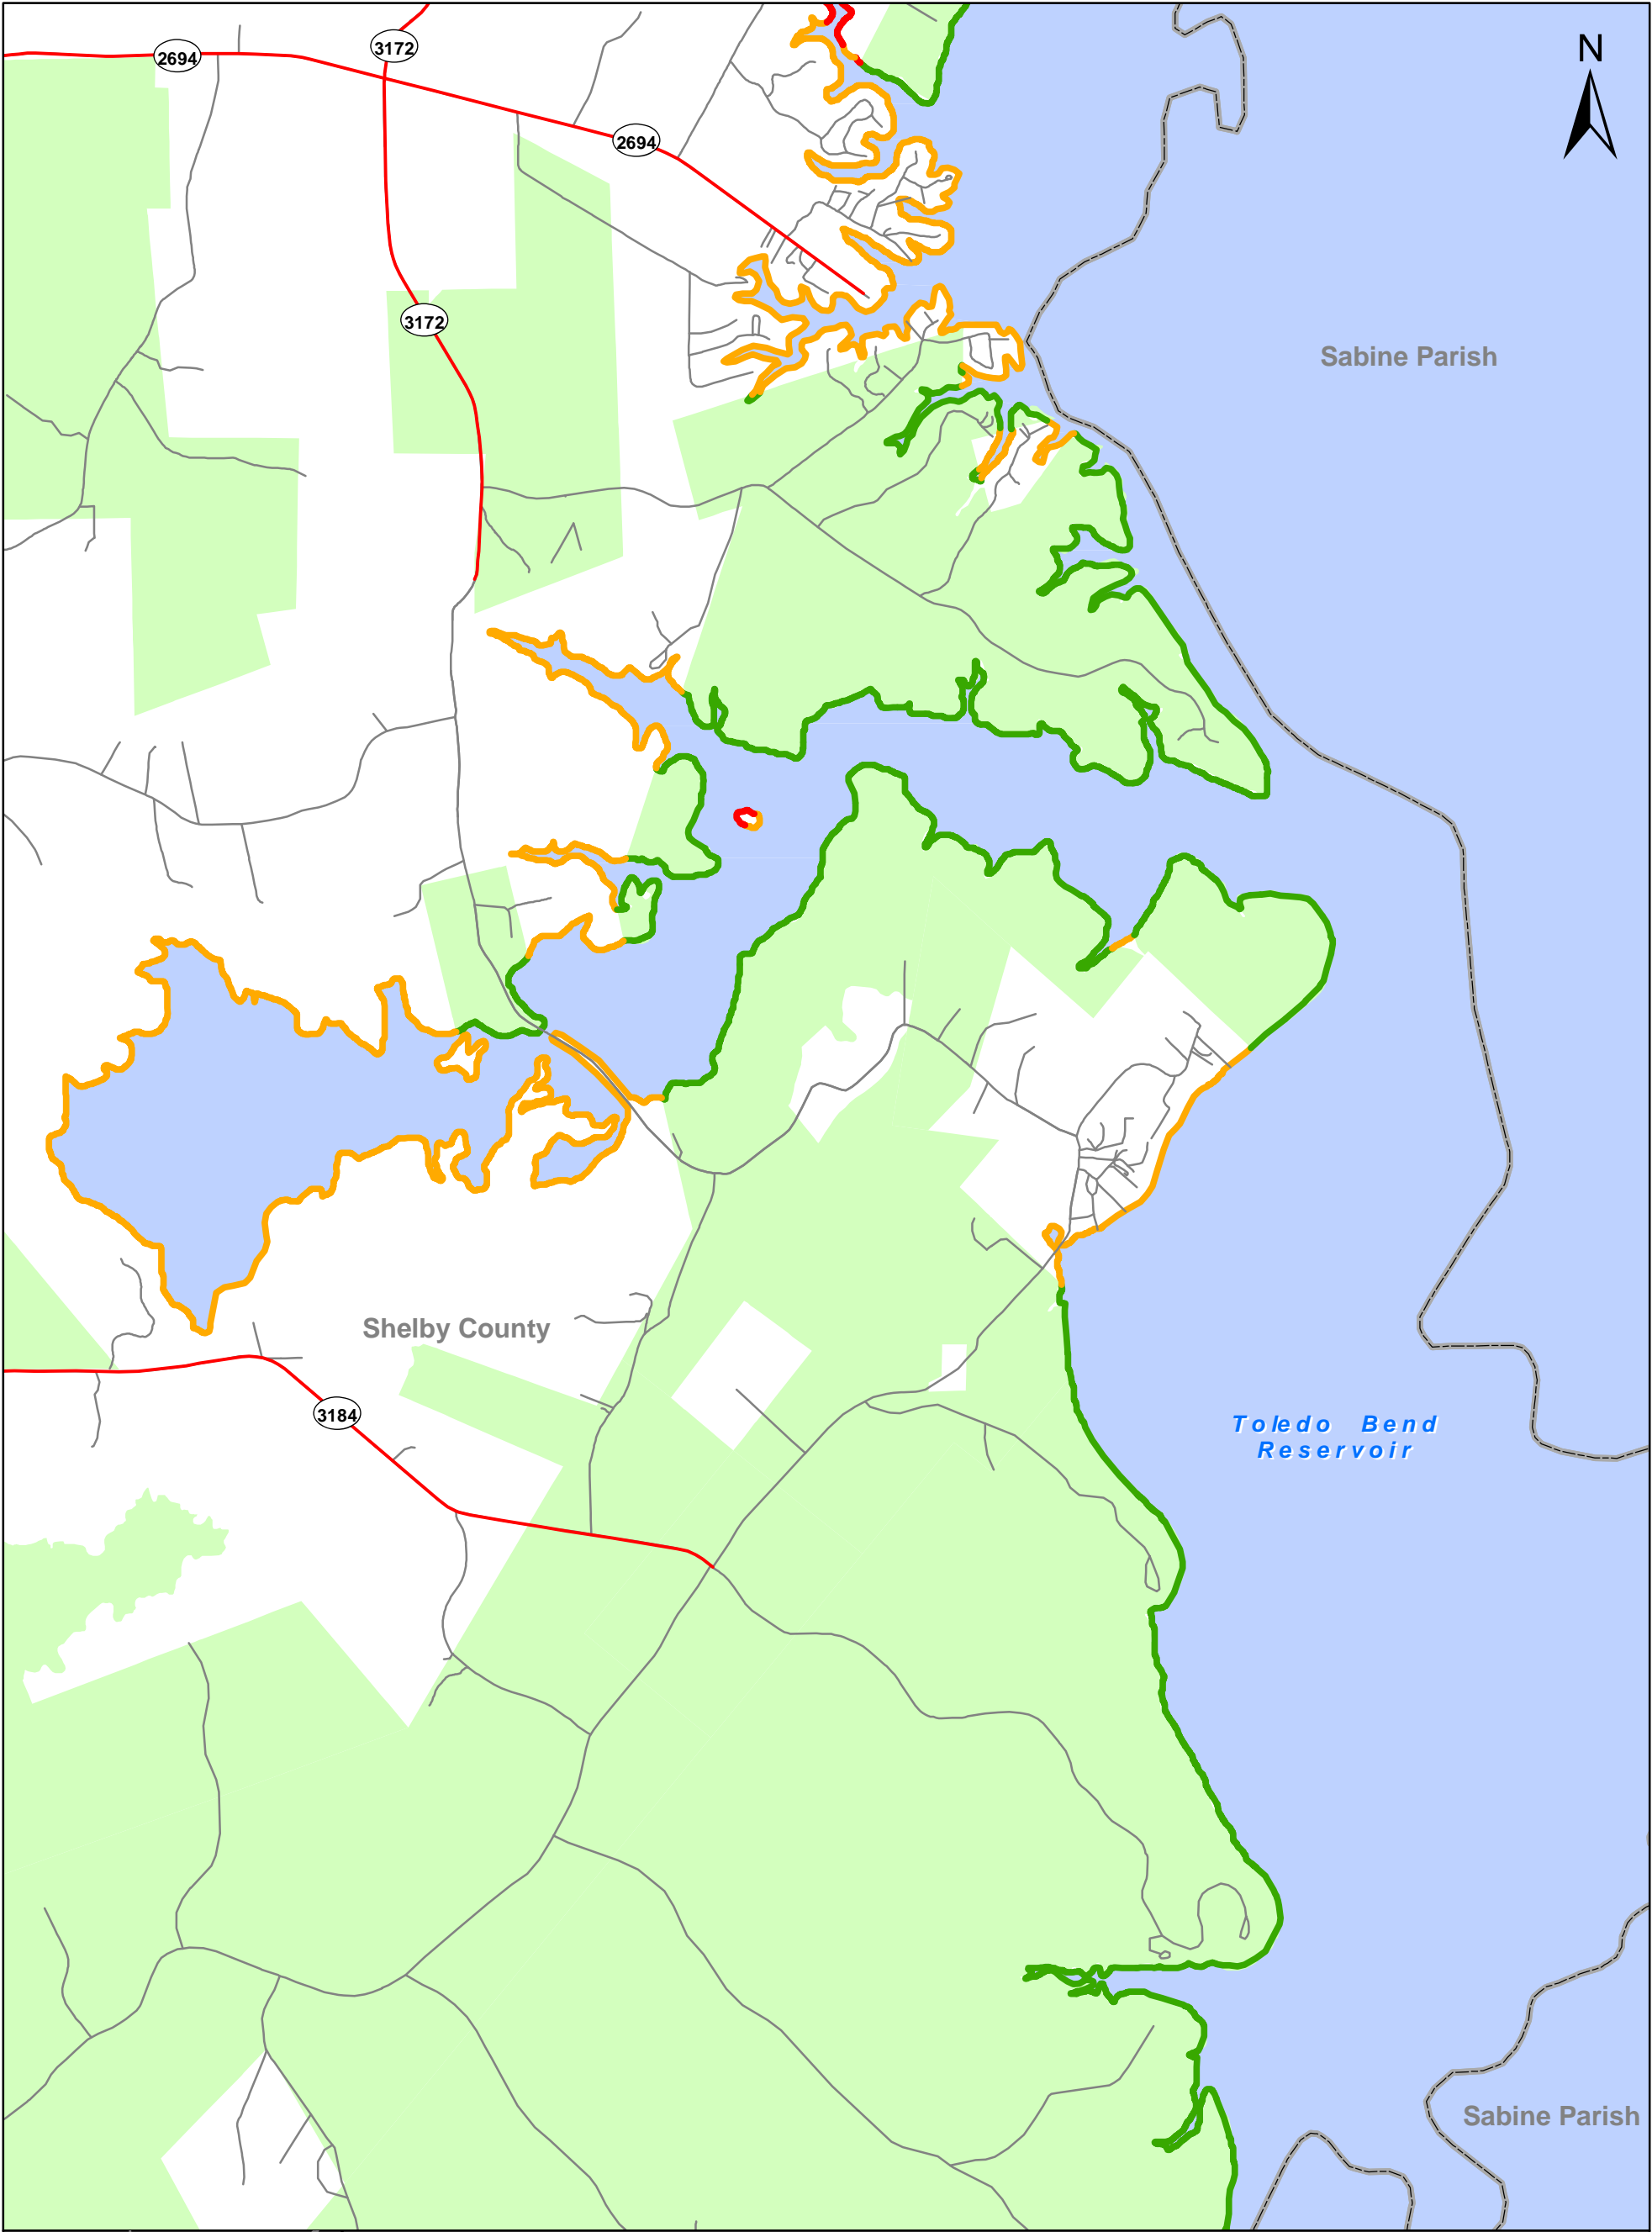 3172
2694
N
2694
3172
Sabine Parish
Shelby County
3184
Toledo Bend
Reservoir
Sabine Parish